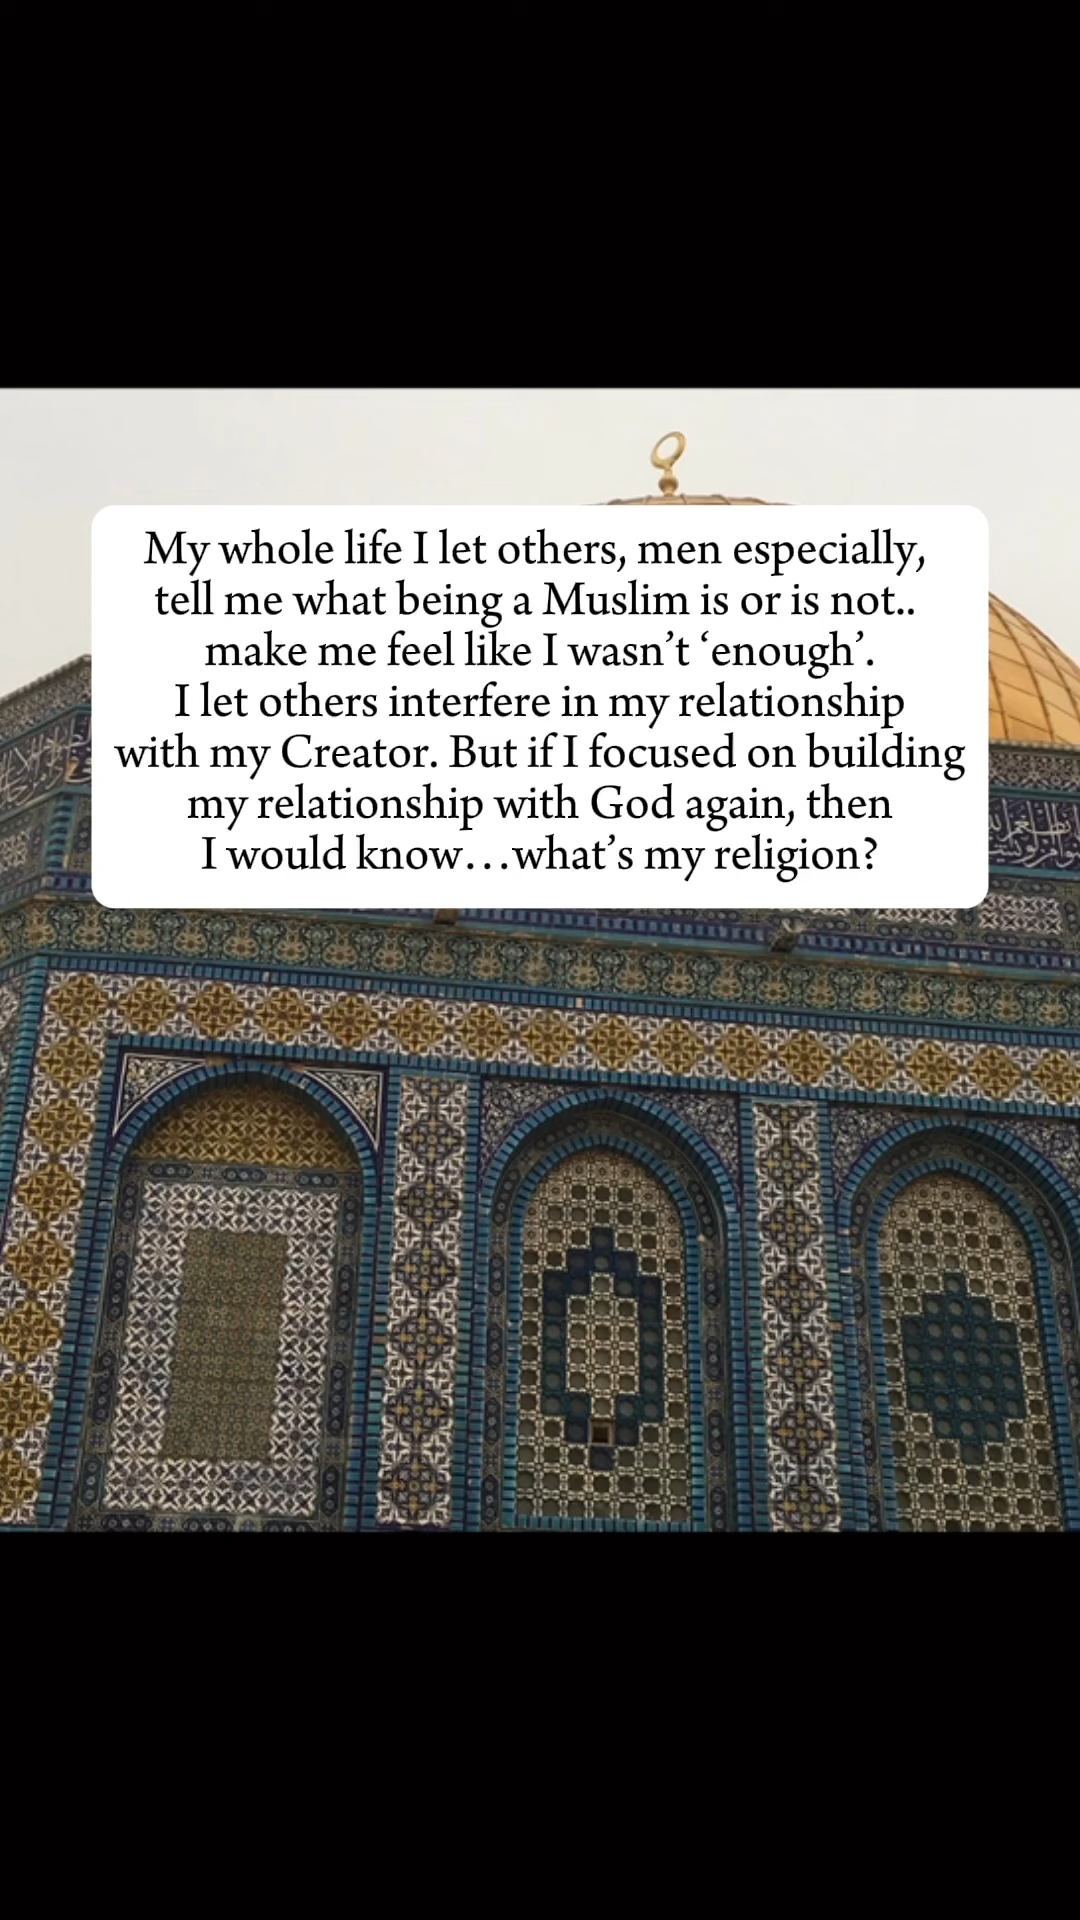 My whole life I let others, men especially,
tell me what being a Muslim is or is not..
make me feel like I wasn’t ‘enough’.
I let others interfere in my relationship
with my Creator. But if I focused on building
my relationship with God again, then
I would know...what’s my religion?